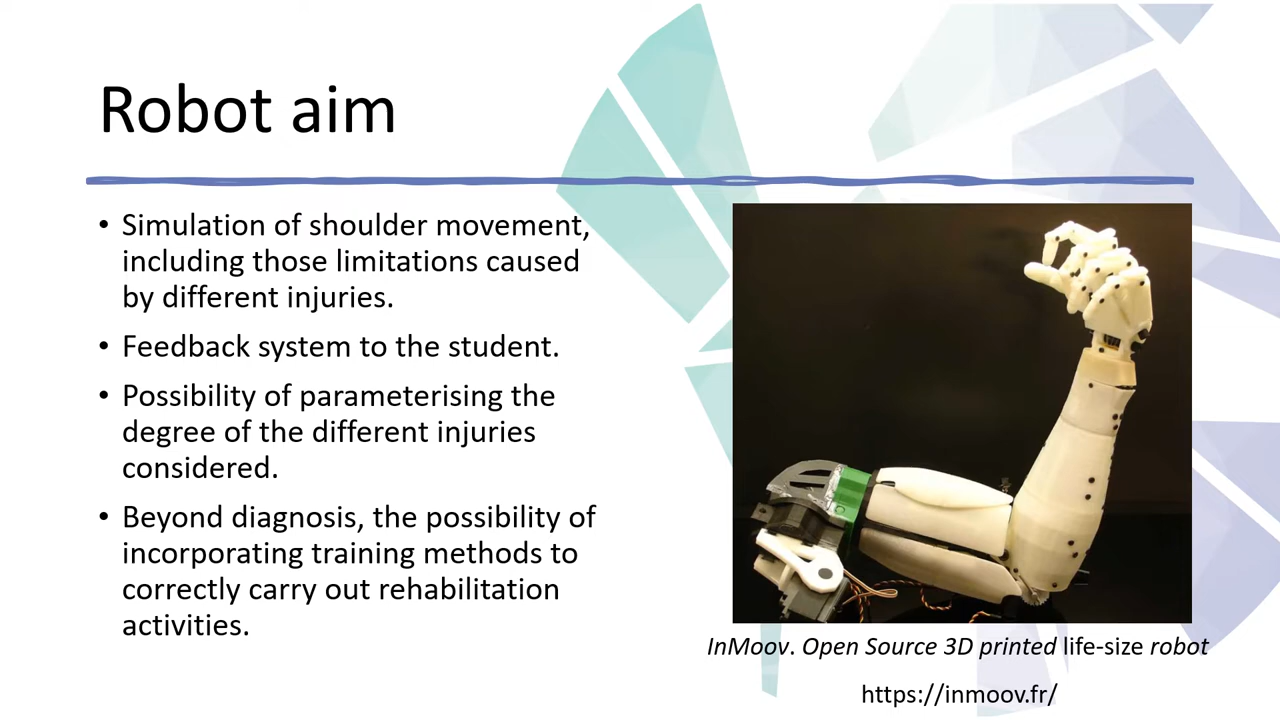 Robot aim
• Simulation of shoulder movement,
including those limitations caused
by different injuries.
• Feedback system to the student.
• Possibility of parameterising the
degree of the different injuries
considered.
• Beyond diagnosis, the possibility of
incorporating training methods to
correctly carry out rehabilitation
activities.
InMoov. Open Source 3D printed life-size robot
https://inmoov.fr/